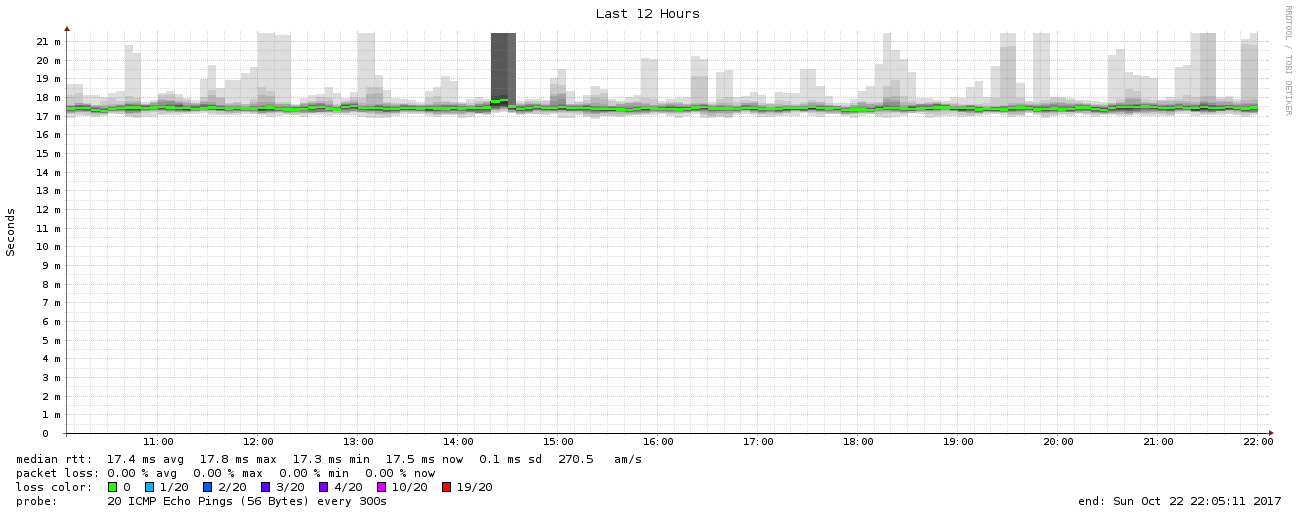 Last 12 Hours
RRDTOOL / TOBI OETIKER
Seconds
21 m
20 m
19 m
18 m
17 m
16 m
15 m
14 m
13 m
12 m
11 m
10 m
9 m
8 m
7 m
6 m
5 m
4 m
3 m
2 m
1 m
0
11:00 12:00 13:00 14:00 15:00 16:00 17:00 18:00 19:00 20:00 21:00 22:00
median rtt: 17.4 ms avg 17.8 ms max 17.3 ms min 17.5 ms now 0.1 ms sd 270.5 am/s
packet loss: 0.00 % avg 0.00 % max 0.00 % min 0.00 % now
loss color: 0 1/20 2/20 3/20 4/20 10/20 19/20
probe: 20 ICMP Echo Pings (56 Bytes) every 300s end: Sun Oct 22 22:05:11 2017